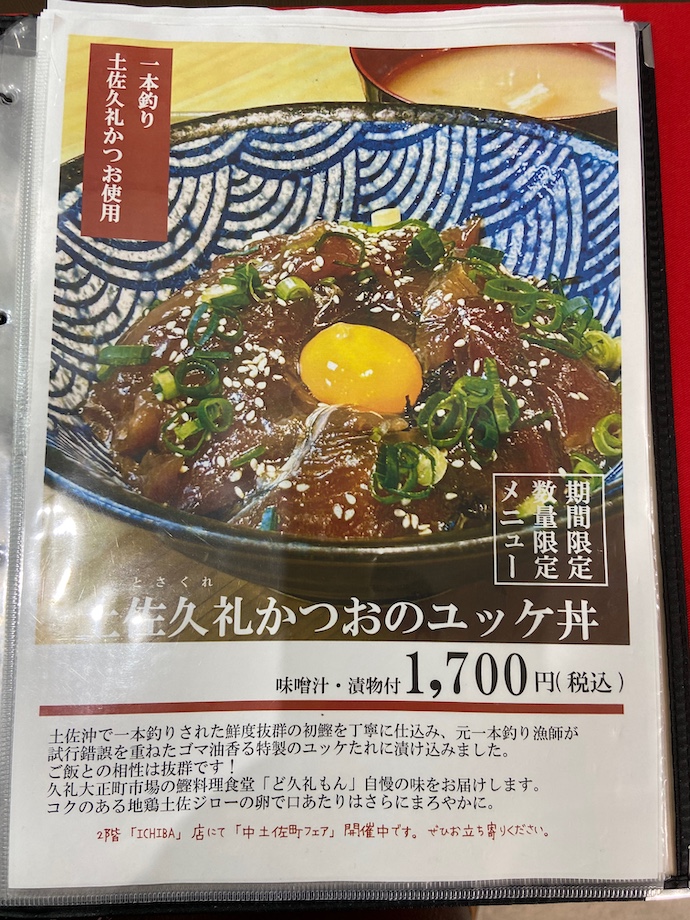 一本釣り
土佐久礼かつお使用
期間限定
数量限定
メニュー
とさくれ
土佐久礼かつおのユッケ丼
味噌汁・漬物付1,700円(税込)
土佐沖で一本釣りされた鮮度抜群の初鰹を丁寧に仕込み、元一本釣り漁師が
試行錯誤を重ねたゴマ油香る特製のユッケたれに漬け込みました。
ご飯との相性は抜群です！
久礼大正町市場の鰹料理食堂「ど久礼もん」自慢の味をお届けします。
コクのある地鶏土佐ジローの卵で口あたりはさらにまろやかに。
2階「ICHIBA」店にて「中土佐町フェア」開催中です。ぜひお立ち寄りください。